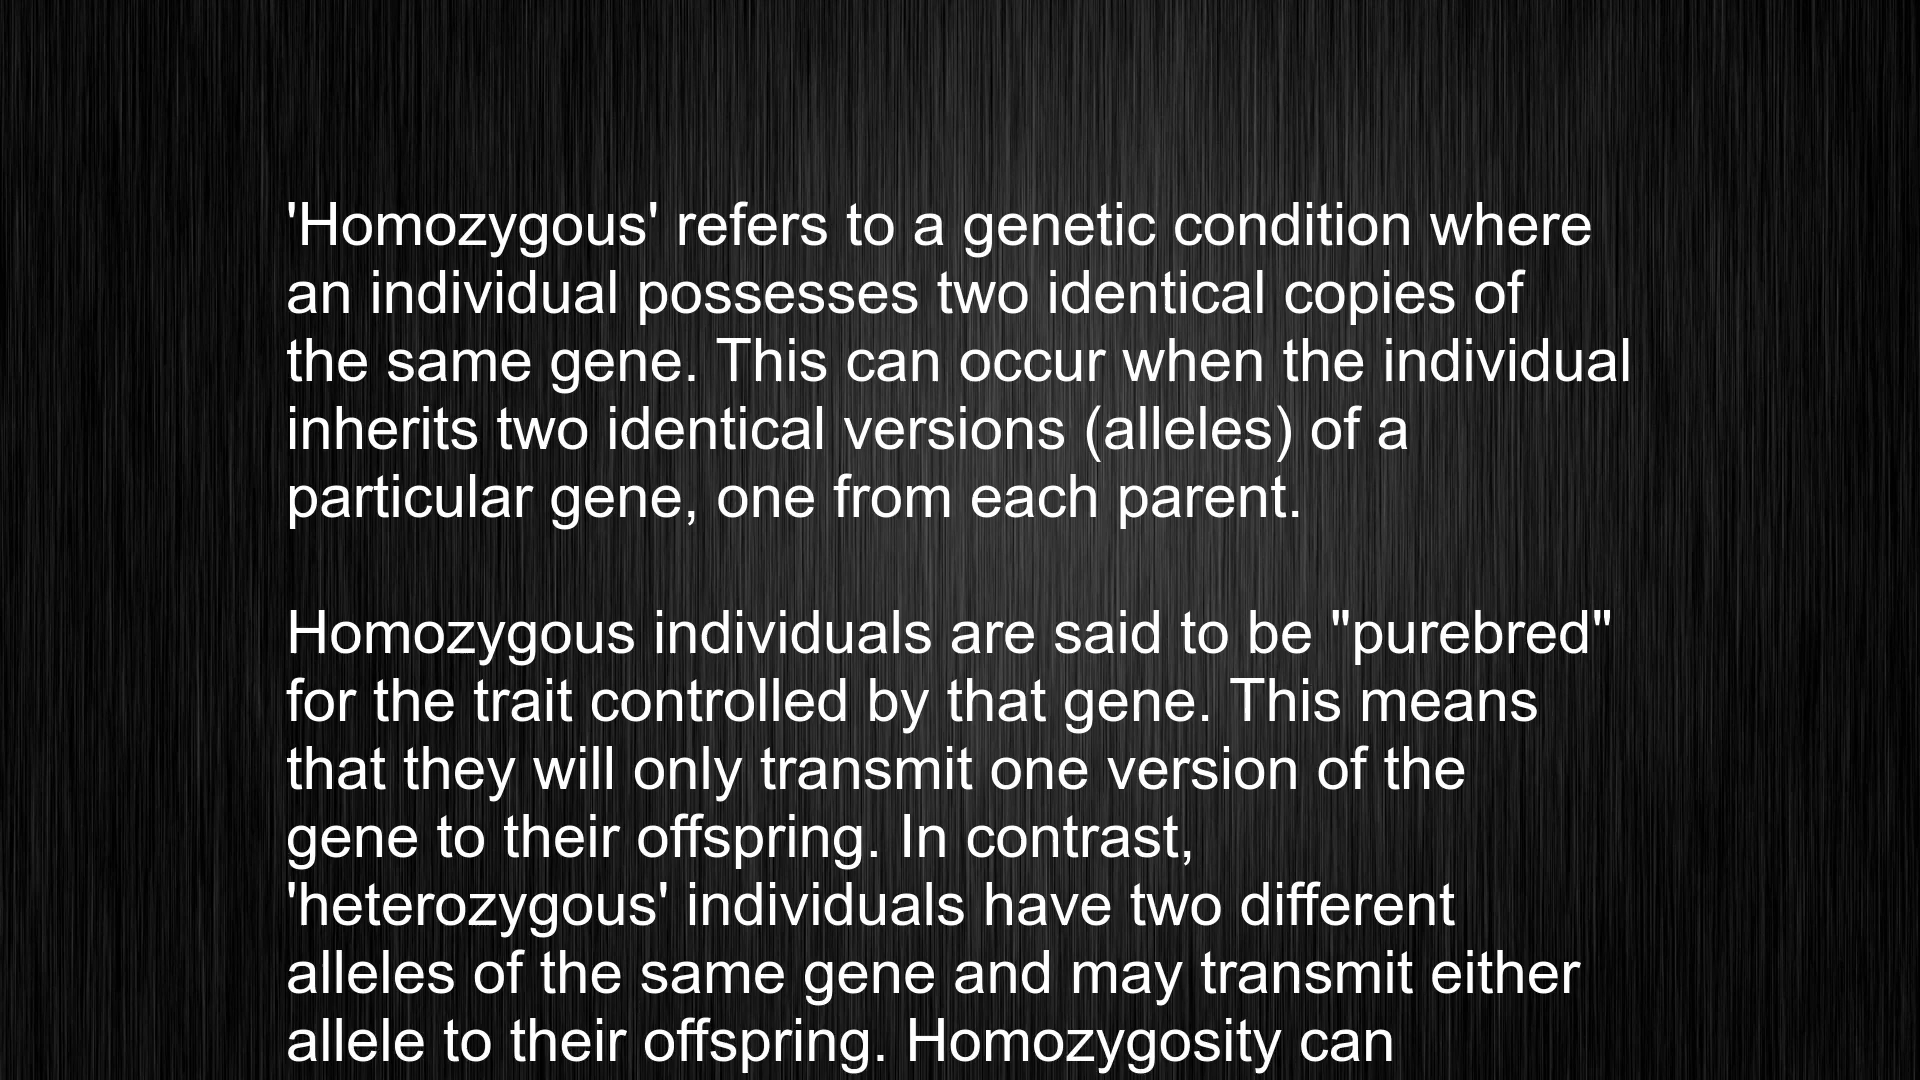 'Homozygous' refers to a genetic condition where
an individual possesses two identical copies of
the same gene. This can occur when the individual
inherits two identical versions (alleles) of a
particular gene, one from each parent.
Homozygous individuals are said to be "purebred"
for the trait controlled by that gene. This means
that they will only transmit one version of the
gene to their offspring. In contrast,
'heterozygous' individuals have two different
alleles of the same gene and may transmit either
allele to their offspring. Homozygosity can